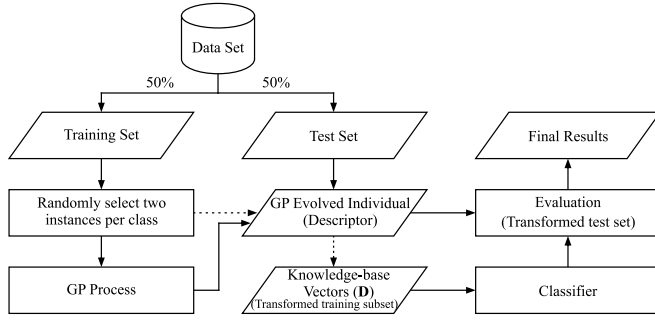 Data Set
50%
50%
Training Set
Test Set
Final Results
Randomly select two
instances per class
GP Evolved Individual
(Descriptor)
Evaluation
(Transformed test set)
GP Process
Knowledge-base
Vectors (D)
(Transformed training subset)
Classifier